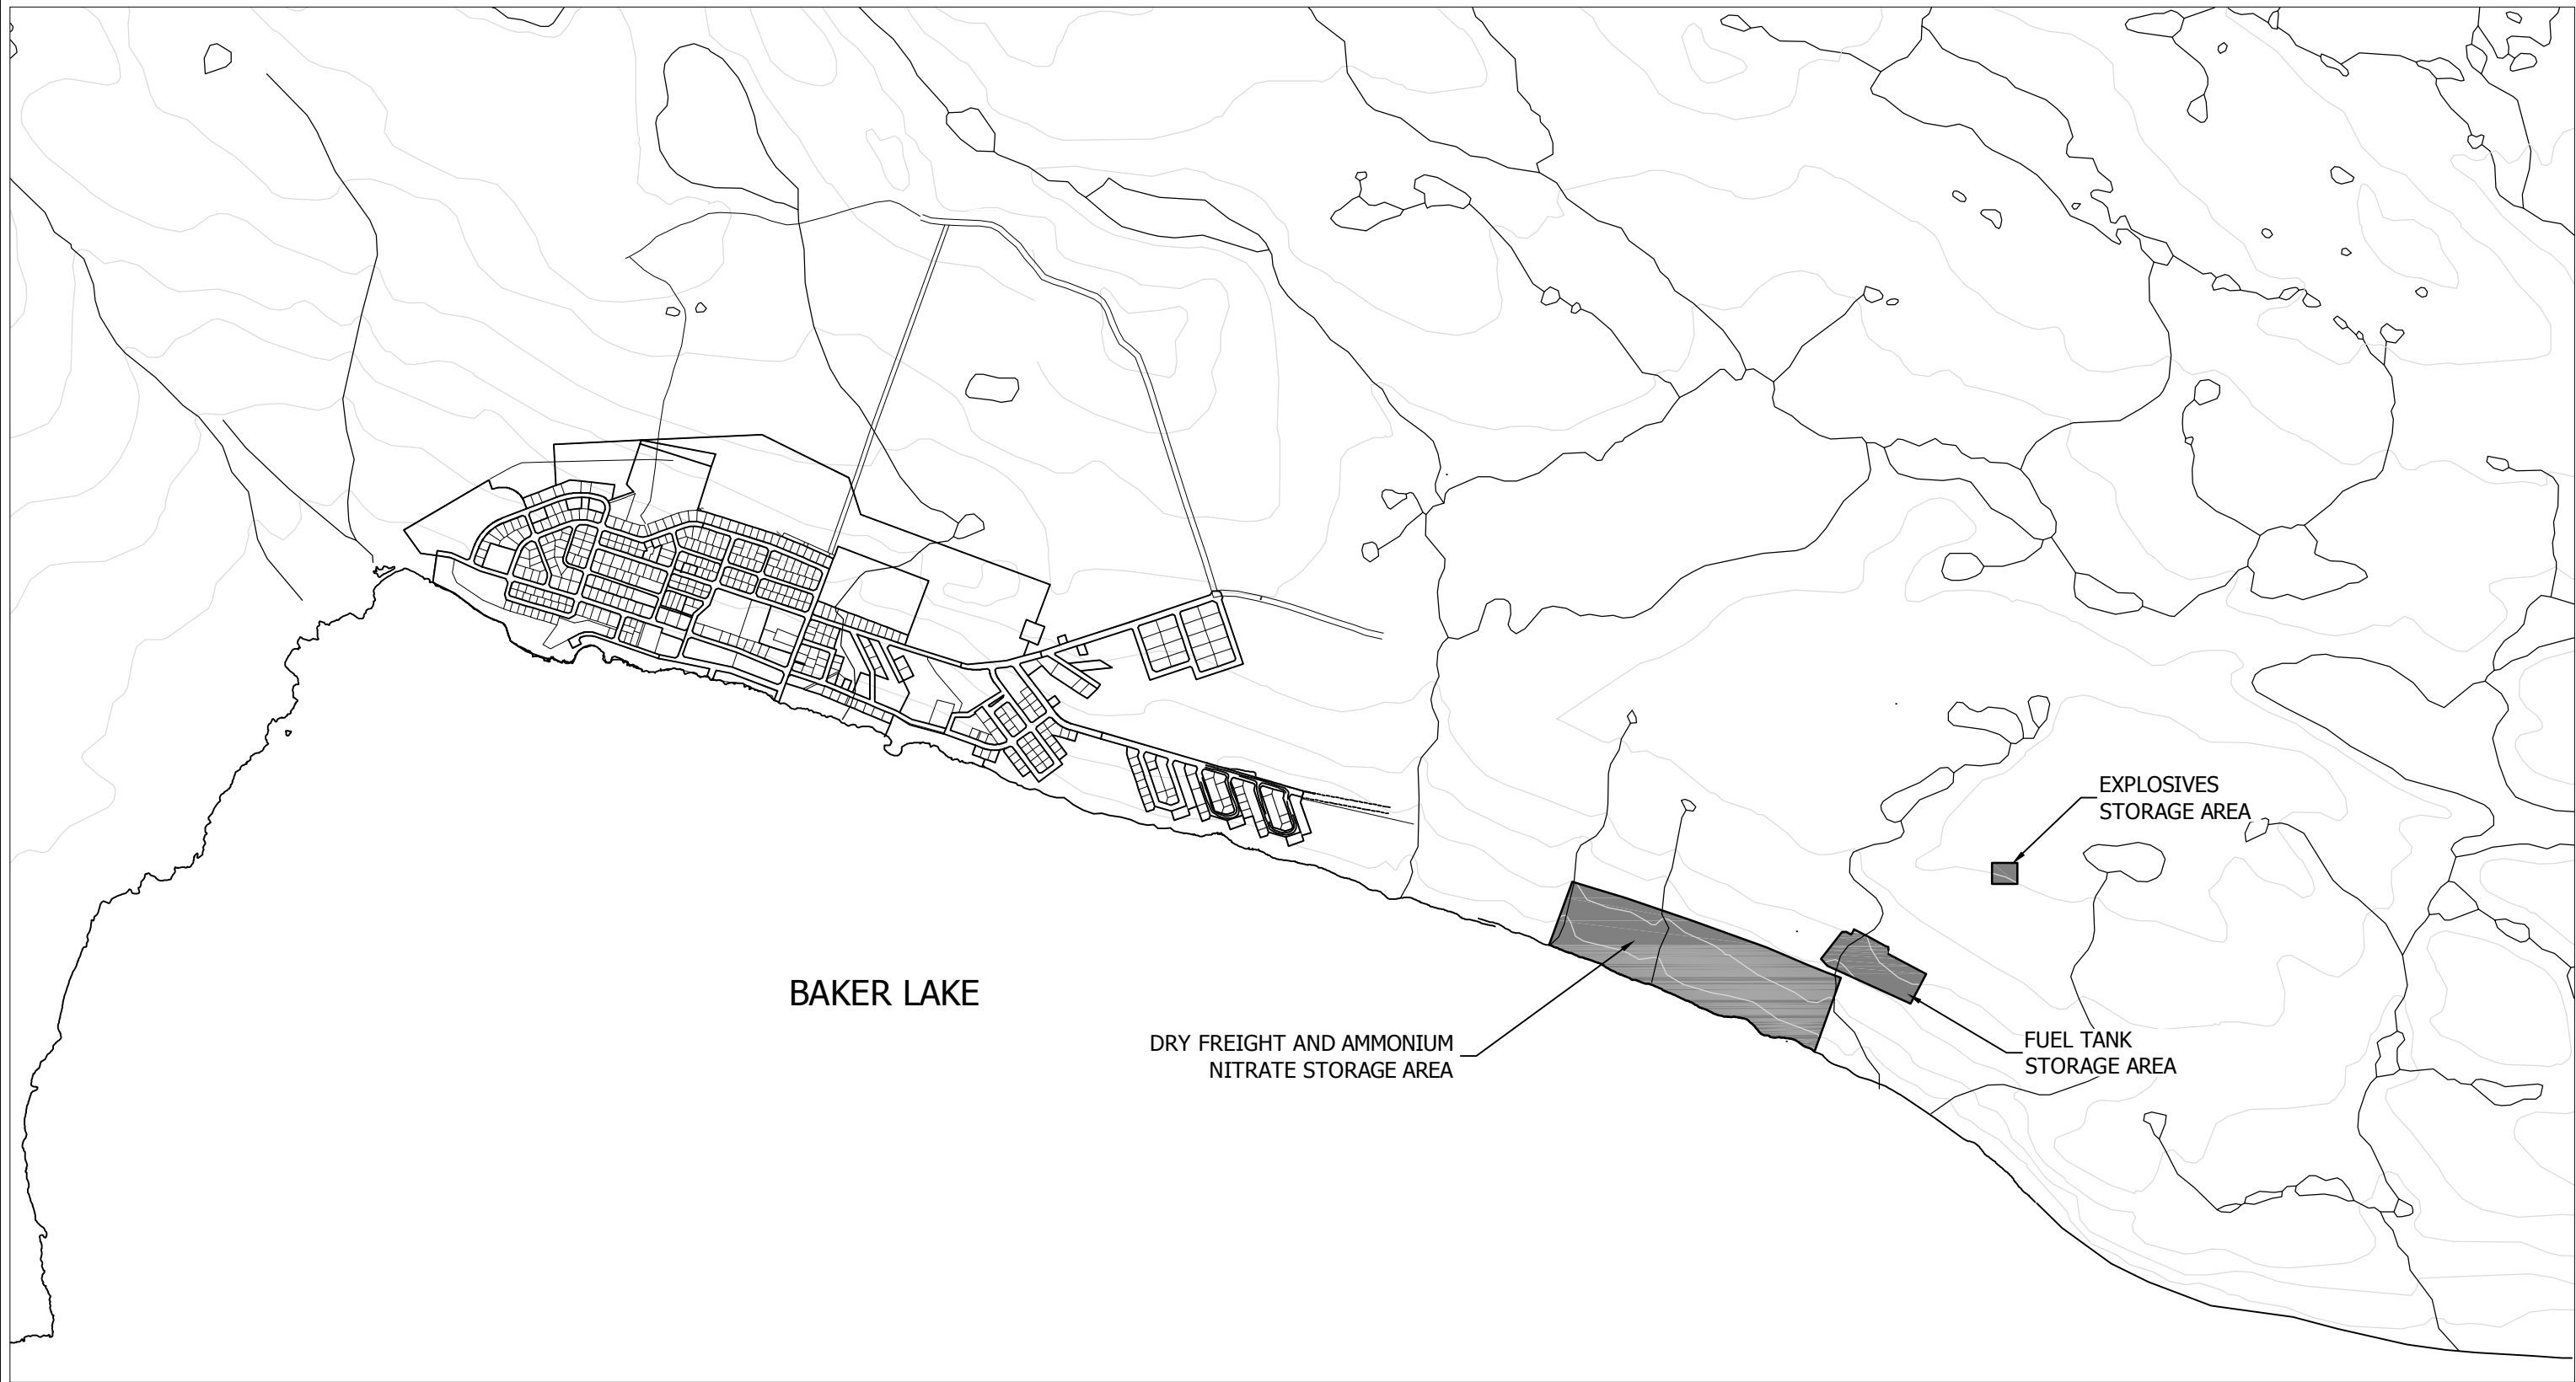 EXPLOSIVES
STORAGE AREA
BAKER LAKE
DRY FREIGHT AND AMMONIUM
NITRATE STORAGE AREA
FUEL TANK
STORAGE AREA